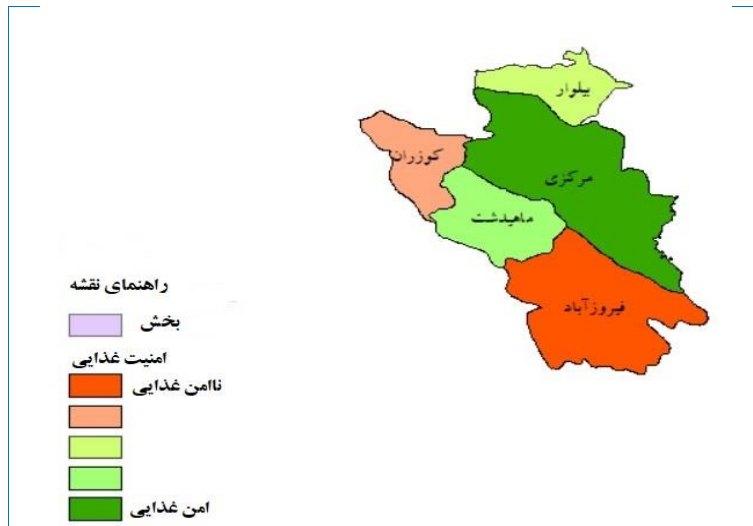 بیلوار
کوزران
مرکزی
ماهیدشت
فیروزآباد
راهنمای نقشه
بخش
امنیت غذایی
ناامن غذایی
امن غذایی